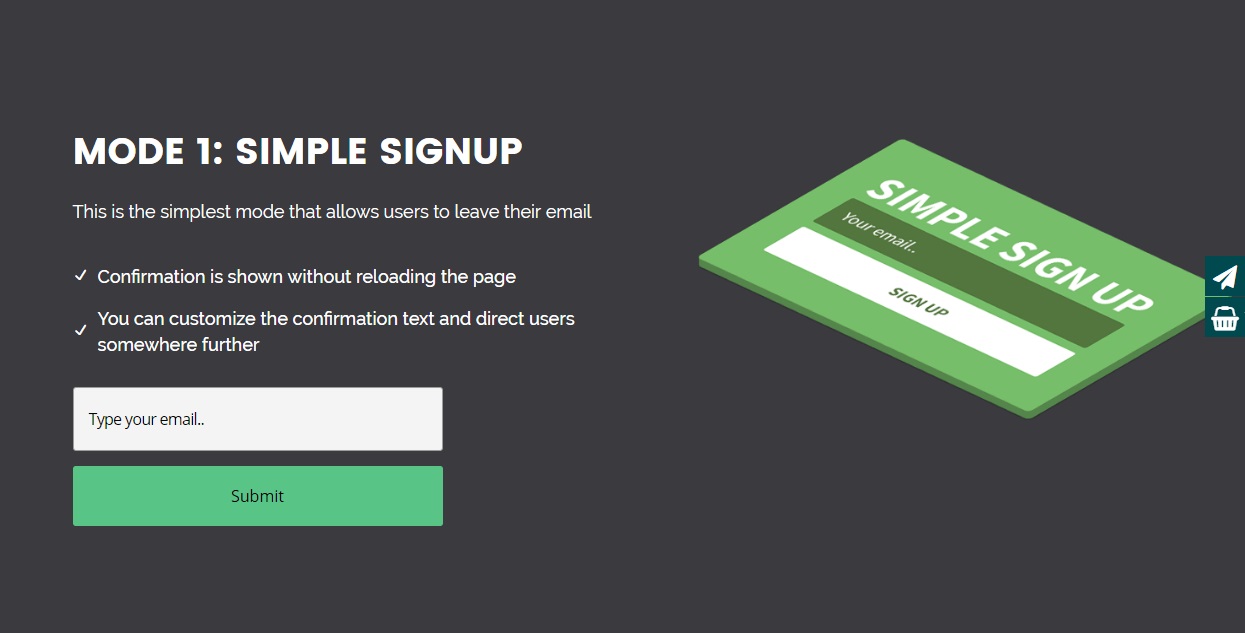 MODE 1: SIMPLE SIGNUP
This is the simplest mode that allows users to leave their email
Confirmation is shown without reloading the page
You can customize the confirmation text and direct users
somewhere further
Type your email..
Submit
SIMPLE SIGN UP
Your email..
SIGN UP